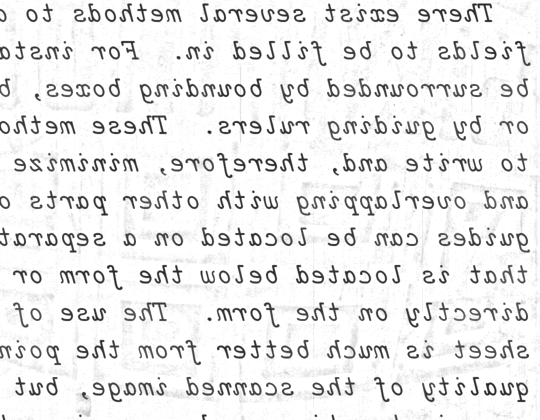 There exist several methods to o
fields to be filled in. For insta
be surrounded by bounding boxes, b
or by guiding rulers. These metho
to write and, therefore, minimize
and overlapping with other parts o
guides can be located on a separat
that is located below the form or
directly on the form. The use of
sheet is much better from the poin
quality of the scanned image, but